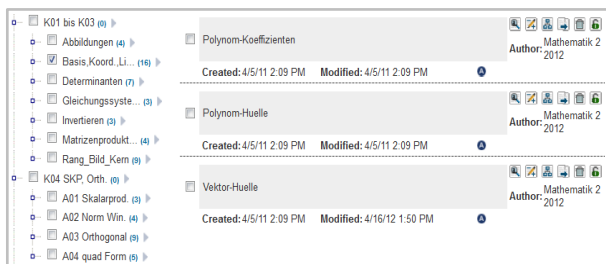 K01 bis K03 (0)
Abbildungen (4)
Basis,Koord.,Li... (16)
Determinanten (7)
Gleichungssyste... (3)
Invertieren (3)
Matrizenprodukt... (4)
Rang_Bild_Kern (9)
K04 SKP, Orth. (0)
A01 Skalarprod. (3)
A02 Norm Win. (4)
A03 Orthogonal (9)
A04 quad Form (5)
Polynom-Koeffizienten
Author: Mathematik 2
2012
Created: 4/5/11 2:09 PM Modified: 4/5/11 2:09 PM A
Polynom-Huelle
Author: Mathematik 2
2012
Created: 4/5/11 2:09 PM Modified: 4/5/11 2:09 PM A
Vektor-Huelle
Author: Mathematik 2
2012
Created: 4/5/11 2:09 PM Modified: 4/16/12 1:50 PM A